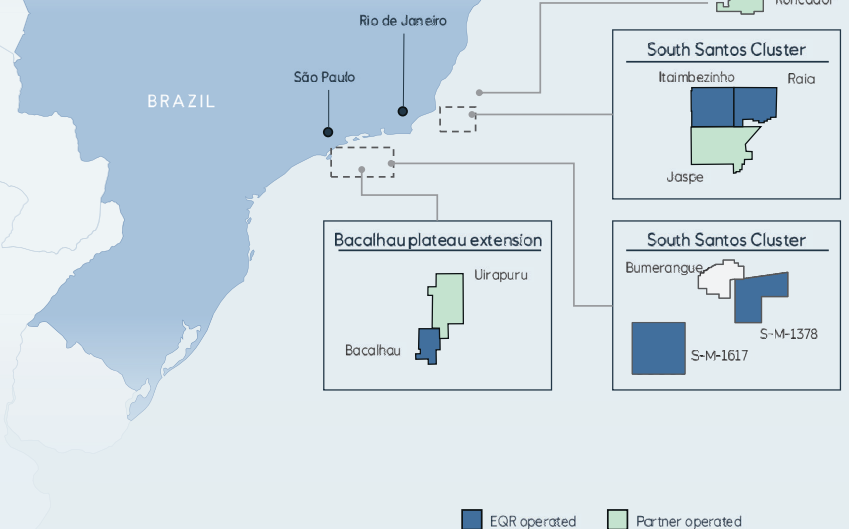 Roncador
Rio de Janeiro
South Santos Cluster
Itaimbezinho
Raia
São Paulo
BRAZIL
Jaspe
Bacalhau plateau extension
South Santos Cluster
Uirapuru
Bumerangue
S-M-1378
Bacalhau
S-M-1617
EQR operated
Partner operated